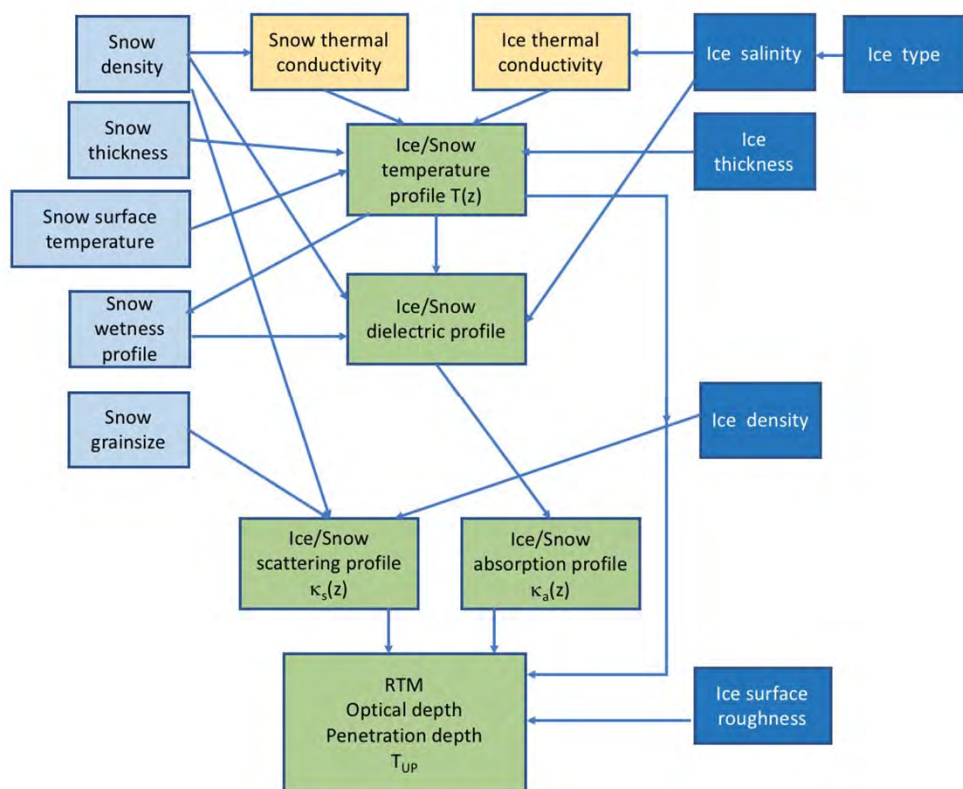 Snow
density
Snow thermal
conductivity
Ice thermal
conductivity
Ice salinity
Ice type
Snow
thickness
Ice/Snow
temperature
profile T(z)
Ice
thickness
Snow surface
temperature
Snow
wetness
profile
Ice/Snow
dielectric profile
Snow
grainsize
Ice density
Ice/Snow
scattering profile
κs(z)
Ice/Snow
absorption profile
κa(z)
RTM
Optical depth
Penetration depth
TUP
Ice surface
roughness